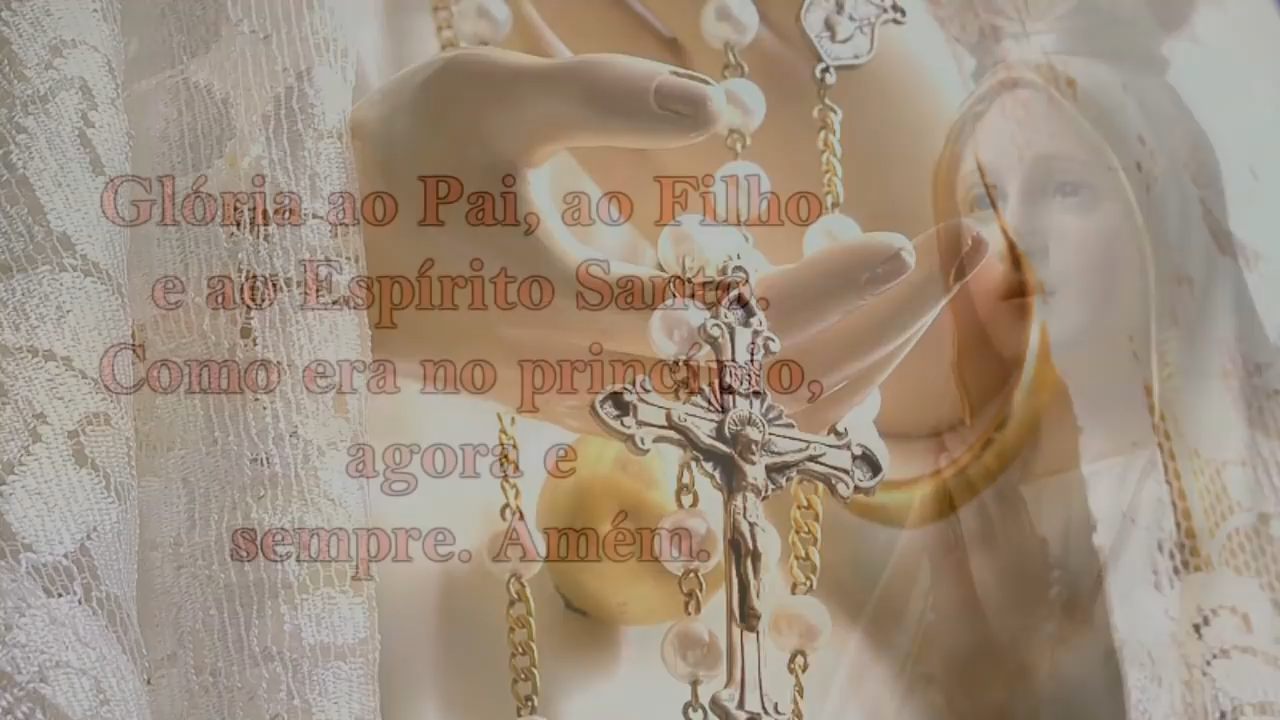 Glória ao Pai, ao Filho
e ao Espírito Santo.
Como era no princípio,
agora e
sempre. Amém.